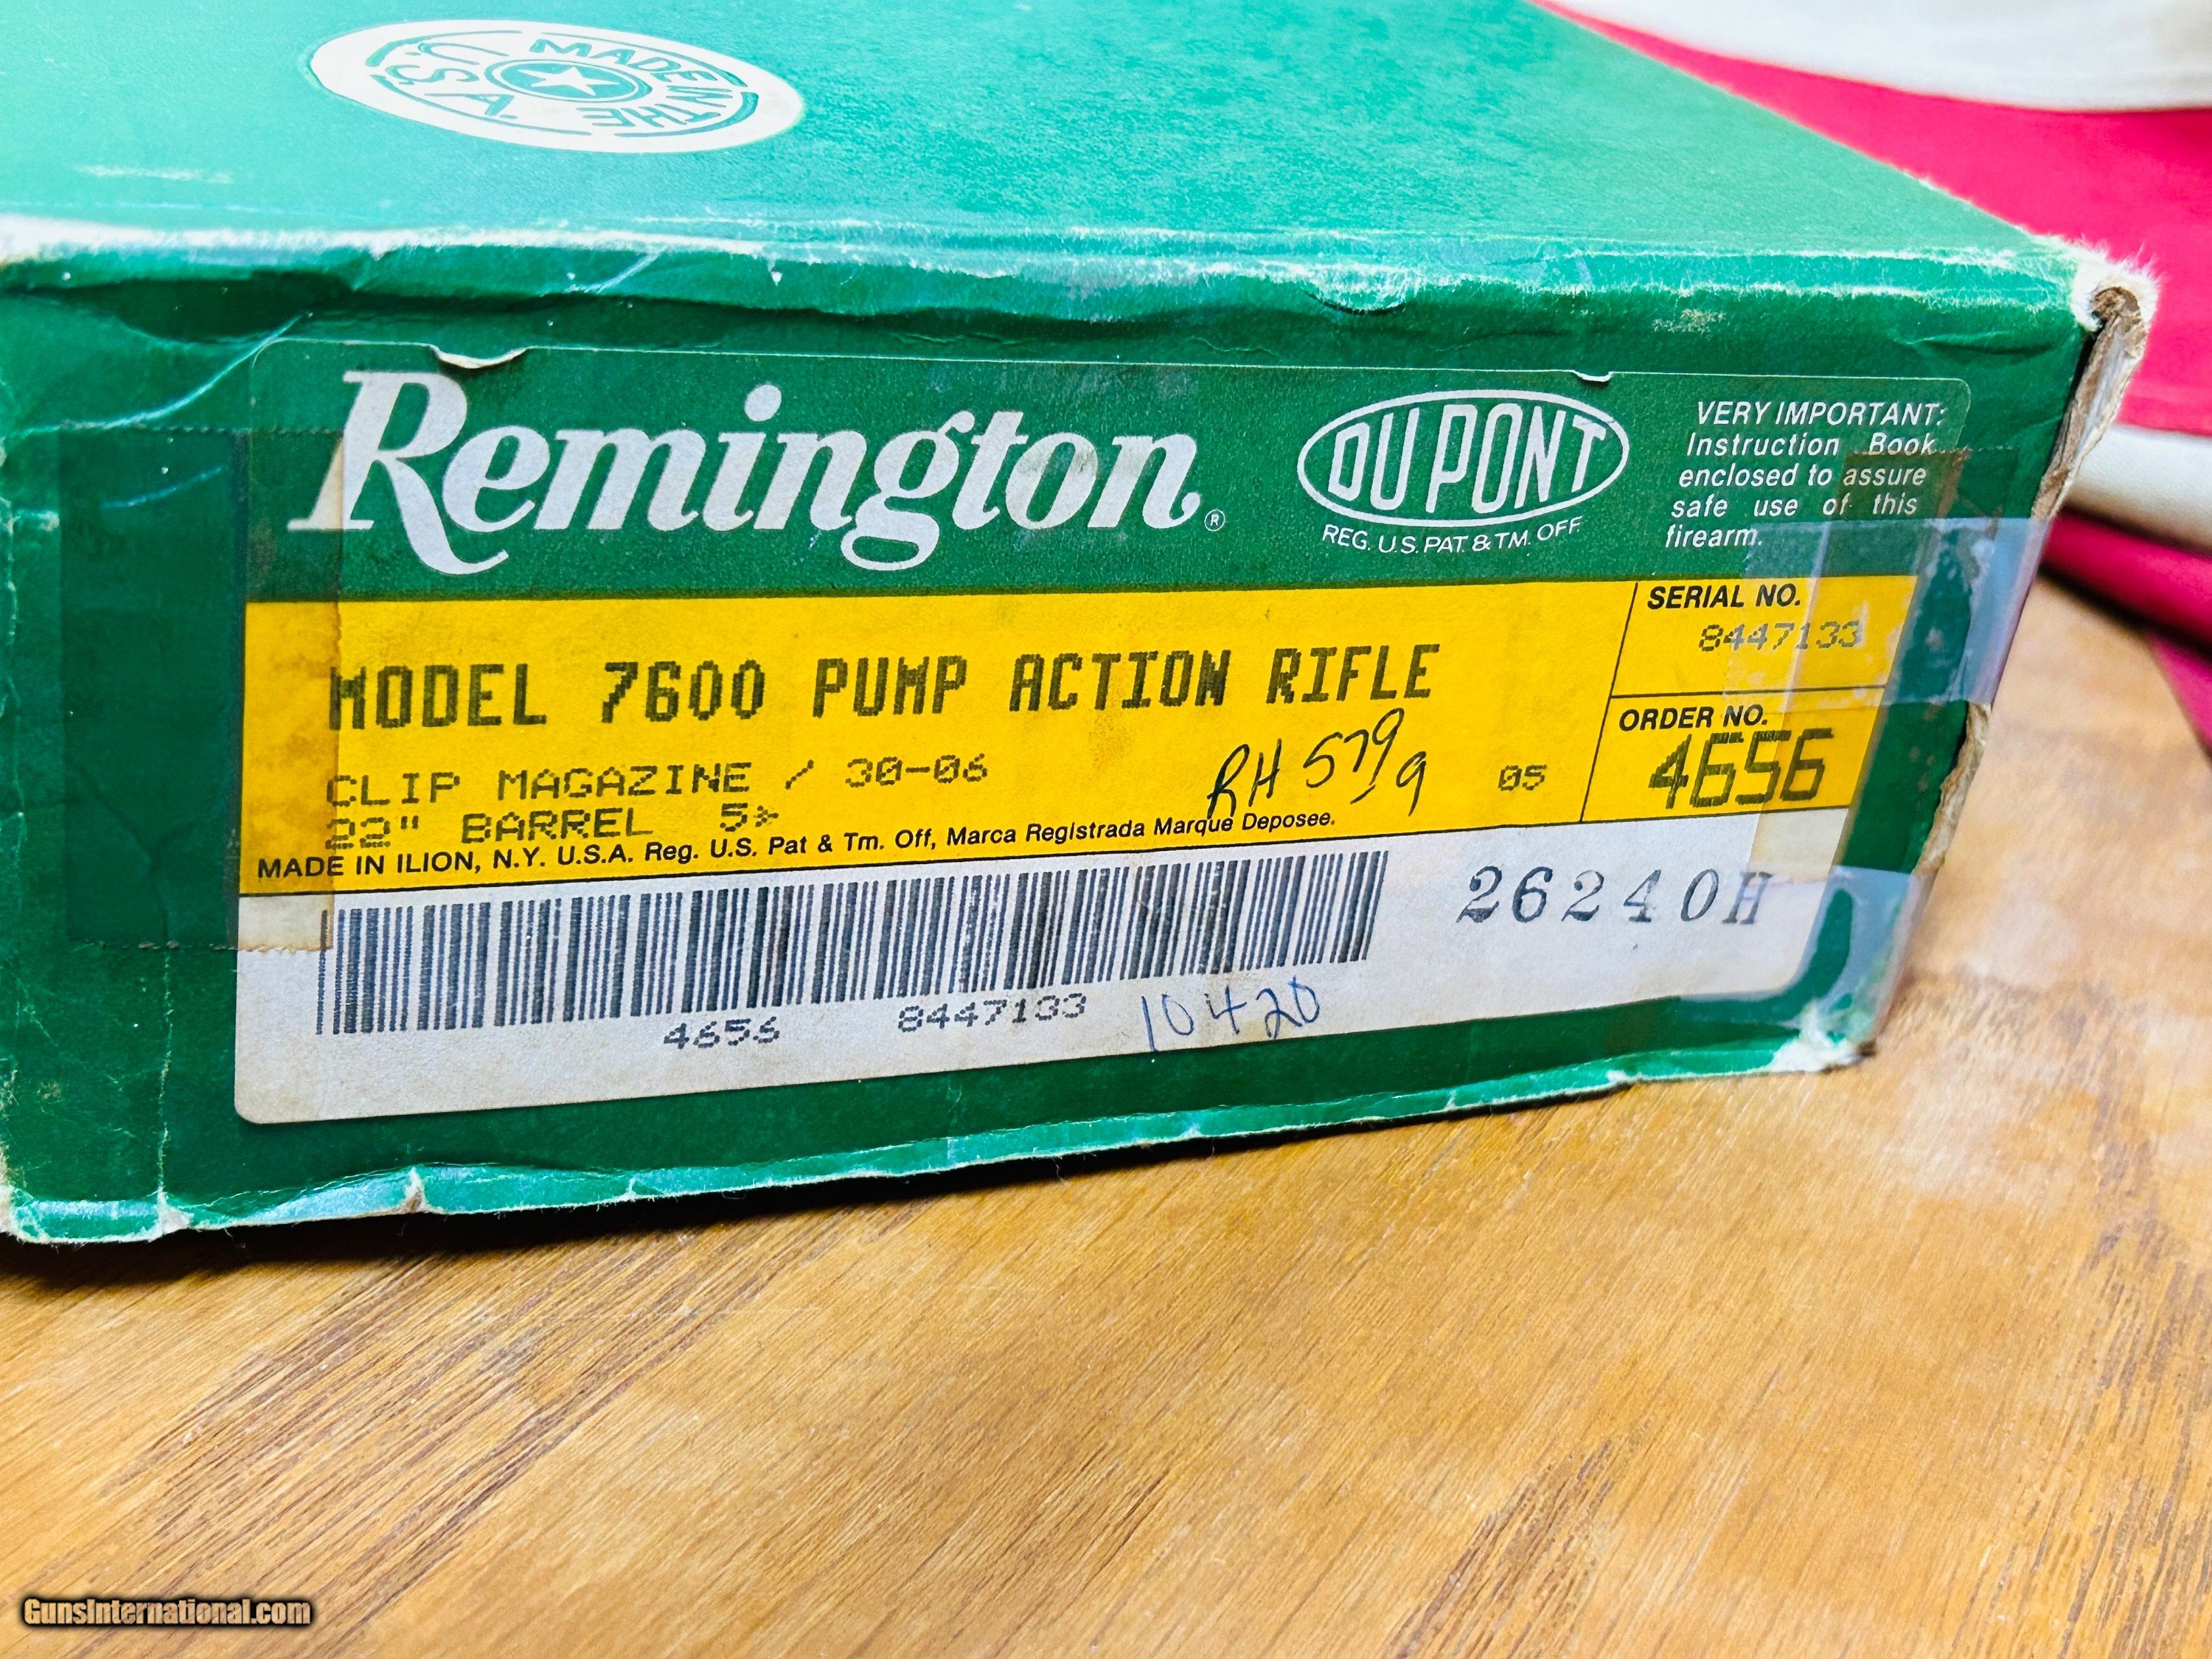 MADE IN THE
U.S.A.
Remington®
DU PONT
REG. U.S. PAT. & TM. OFF.
VERY IMPORTANT:
Instruction Book
enclosed to assure
safe use of this
firearm.
MODEL 7600 PUMP ACTION RIFLE
SERIAL NO.
8447133
CLIP MAGAZINE / 30-06
RH 579/9
05
ORDER NO.
4656
22" BARREL 5*
MADE IN ILION, N.Y. U.S.A. Reg. U.S. Pat & Tm. Off, Marca Registrada Marque Deposee.
26240H
4656 8447133 10420
GunsInternational.com